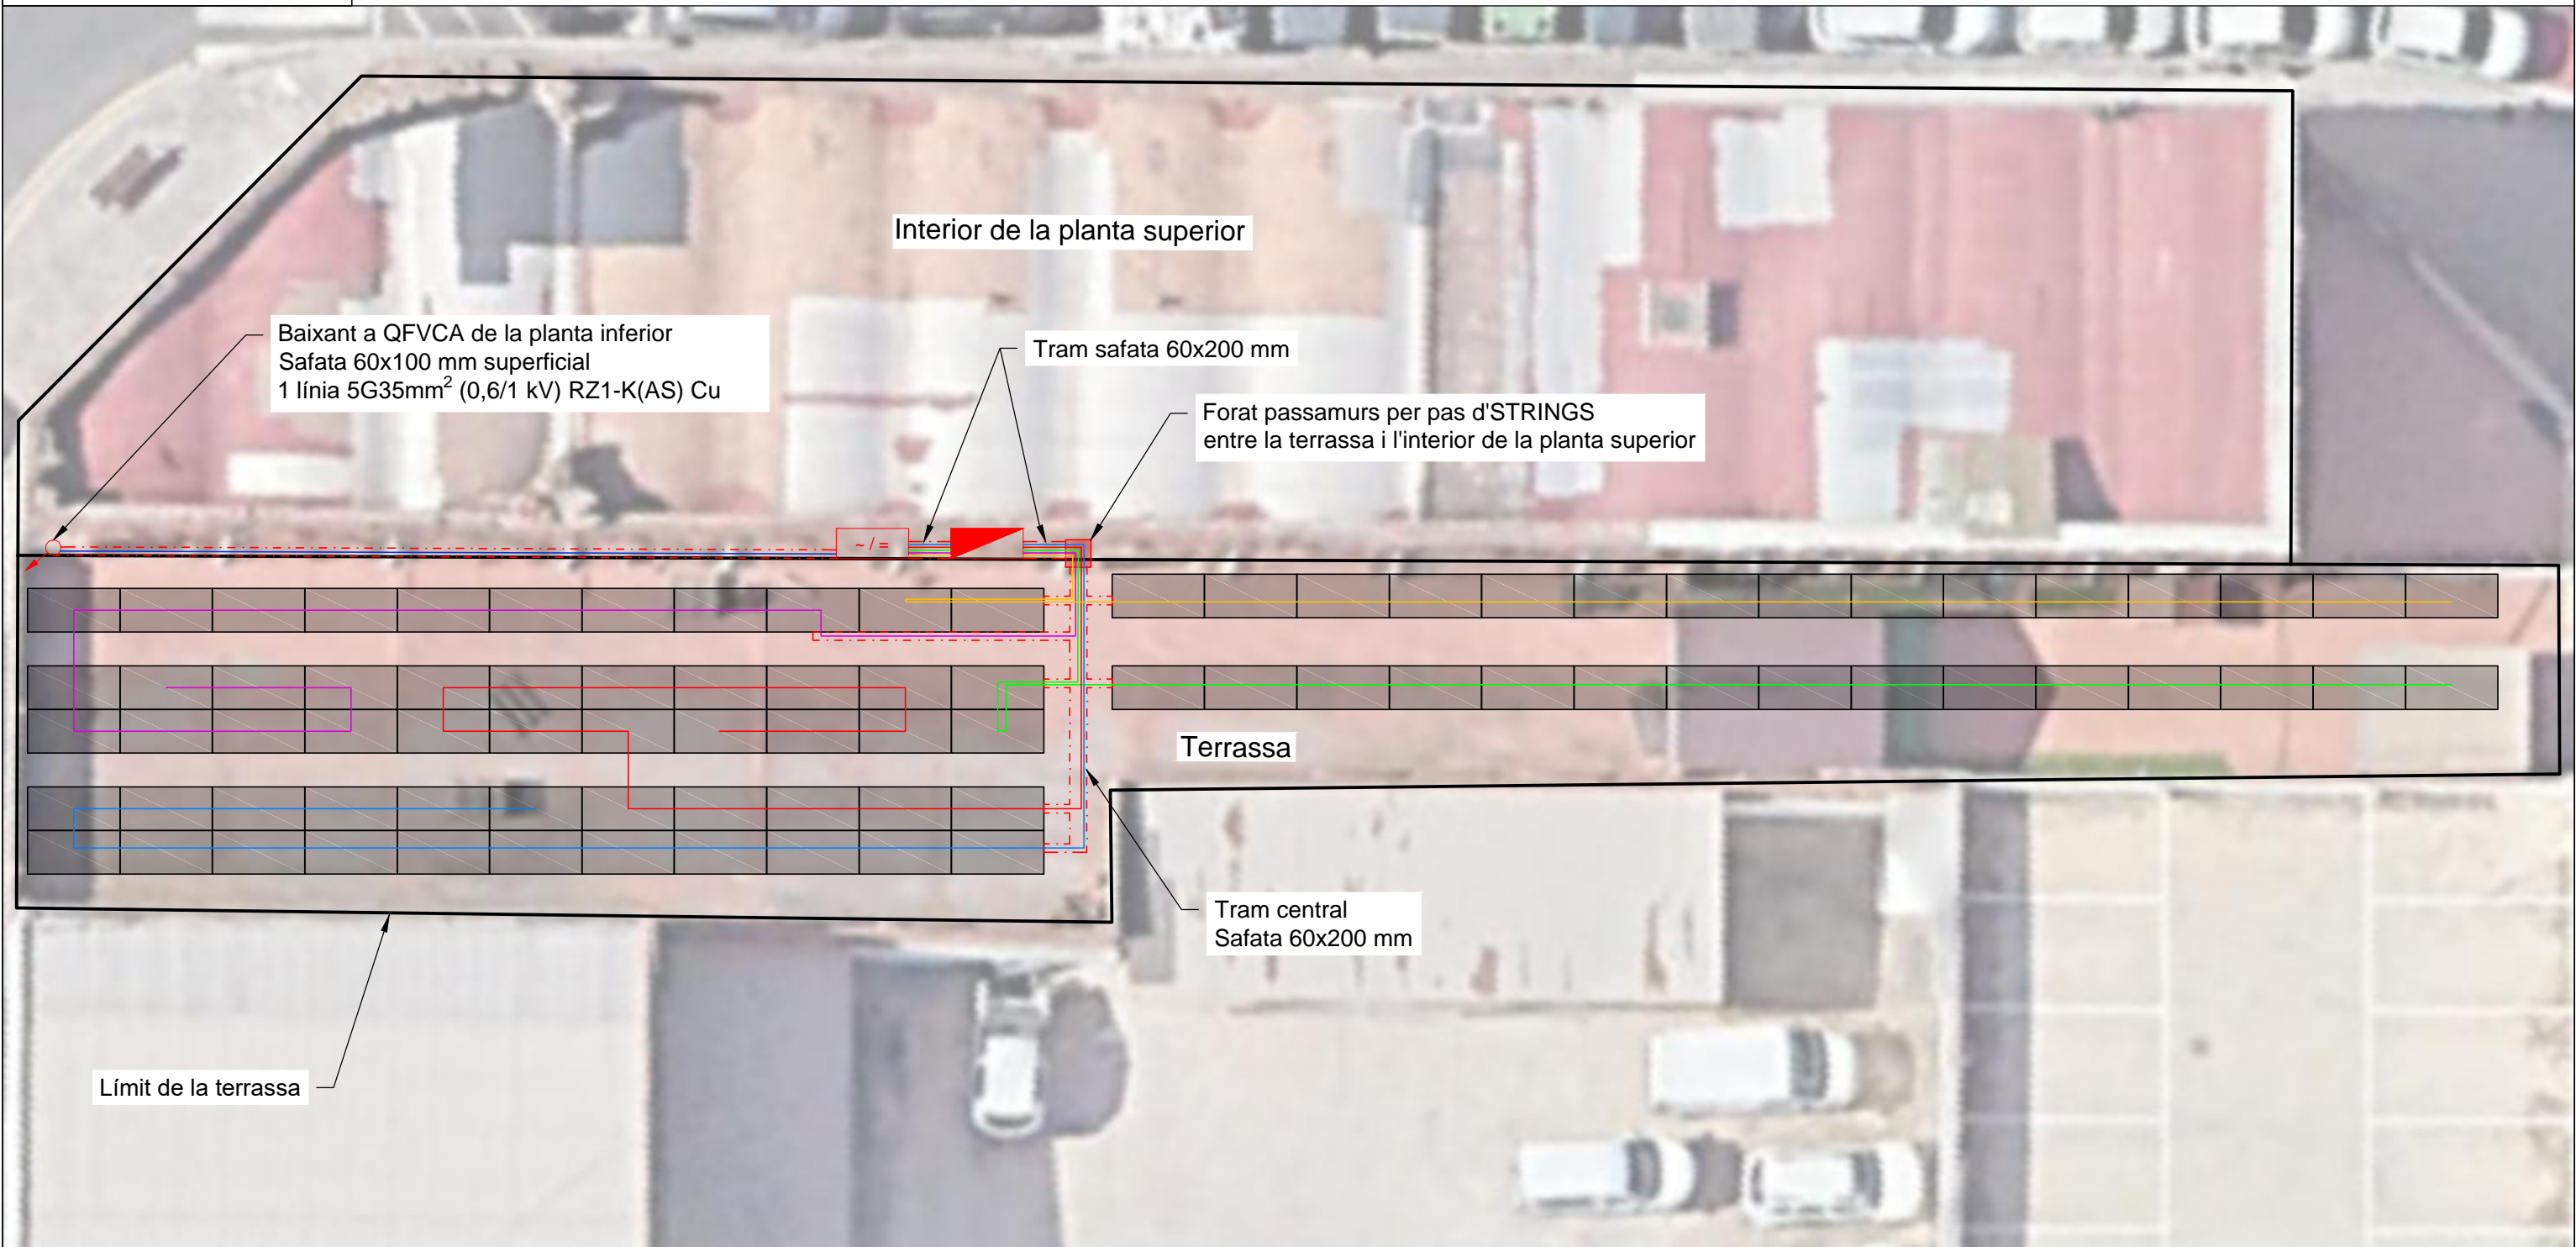 Interior de la planta superior
Baixant a QFVCA de la planta inferior
Safata 60x100 mm superficial
1 línia 5G35mm² (0,6/1 kV) RZ1-K(AS) Cu
Tram safata 60x200 mm
Forat passamurs per pas d'STRINGS
entre la terrassa i l'interior de la planta superior
~ / =
Terrassa
Tram central
Safata 60x200 mm
Límit de la terrassa